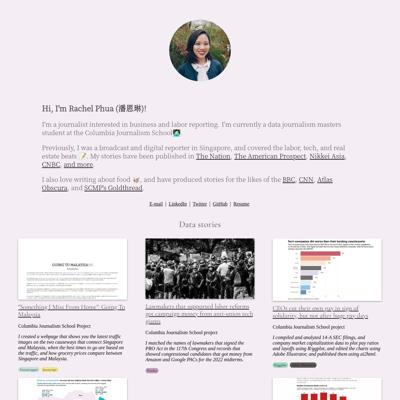 Hi, I'm Rachel Phua (潘恩琳)!
I'm a journalist interested in business and labor reporting. I'm currently a data journalism masters
student at the Columbia Journalism School
Previously, I was a broadcast and digital reporter in Singapore, and covered the labor, tech, and real
estate beats 📝. My stories have been published in The Nation, The American Prospect, Nikkei Asia,
CNBC, and more.
I also love writing about food 🥡, and have produced stories for the likes of the BBC, CNN, Atlas
Obscura, and SCMP's Goldthread.
E-mail | LinkedIn | Twitter | GitHub | Resume
Data stories
GOING TO MALAYSIA
Tech companies did worse than their banking counterparts
"Something I Miss From Home": Going To
Malaysia
Columbia Journalism School Project
I created a webpage that shows you the latest traffic
images on the two causeways that connect Singapore
and Malaysia, when the best times to go are based on
the traffic, and how grocery prices compare between
Singapore and Malaysia.
Lawmakers that supported labor reforms
got campaign money from anti-union tech
giants
Columbia Journalism School project
I matched the names of lawmakers that signed the
PRO Act in the 117th Congress and records that
showed congressional candidates that got money from
Amazon and Google PACs for the 2022 midterms.
CEOs cut their own pay in sign of
solidarity, but not after huge pay days
Columbia Journalism School project
I compiled and analyzed 14-A SEC filings, and
company market capitalization data to plot pay ratios
and layoffs using R/ggplot, and edited the charts using
Adobe Illustrator, and published them using ai2html.